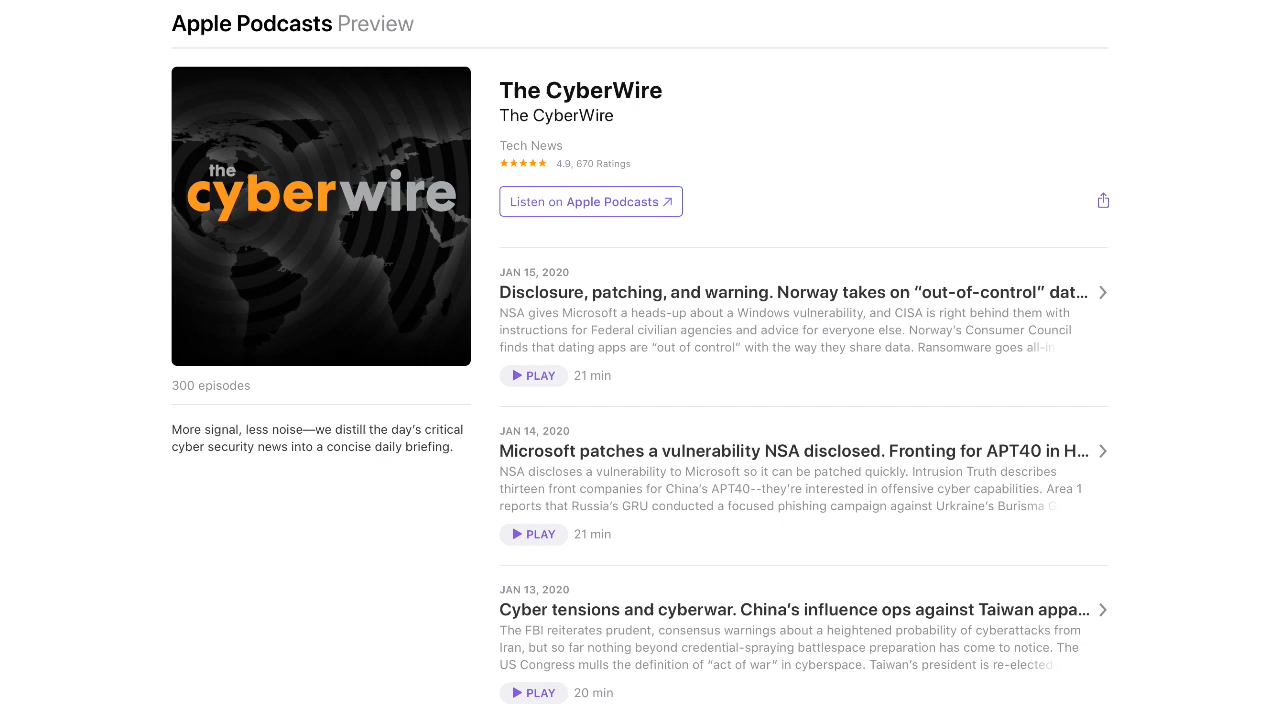 Apple Podcasts Preview
the
cyberwire
300 episodes
More signal, less noise—we distill the day's critical
cyber security news into a concise daily briefing.
The CyberWire
The CyberWire
Tech News
★★★★★ 4.9, 670 Ratings
Listen on Apple Podcasts ↗
JAN 15, 2020
Disclosure, patching, and warning. Norway takes on “out-of-control” dat...
NSA gives Microsoft a heads-up about a Windows vulnerability, and CISA is right behind them with
instructions for Federal civilian agencies and advice for everyone else. Norway's Consumer Council
finds that dating apps are “out of control” with the way they share data. Ransomware goes all-in
PLAY 21 min
JAN 14, 2020
Microsoft patches a vulnerability NSA disclosed. Fronting for APT40 in H...
NSA discloses a vulnerability to Microsoft so it can be patched quickly. Intrusion Truth describes
thirteen front companies for China's APT40--they're interested in offensive cyber capabilities. Area 1
reports that Russia's GRU conducted a focused phishing campaign against Urkraine's Burisma G
PLAY 21 min
JAN 13, 2020
Cyber tensions and cyberwar. China's influence ops against Taiwan appa...
The FBI reiterates prudent, consensus warnings about a heightened probability of cyberattacks from
Iran, but so far nothing beyond credential-spraying battlespace preparation has come to notice. The
US Congress mulls the definition of “act of war” in cyberspace. Taiwan's president is re-elected
PLAY 20 min